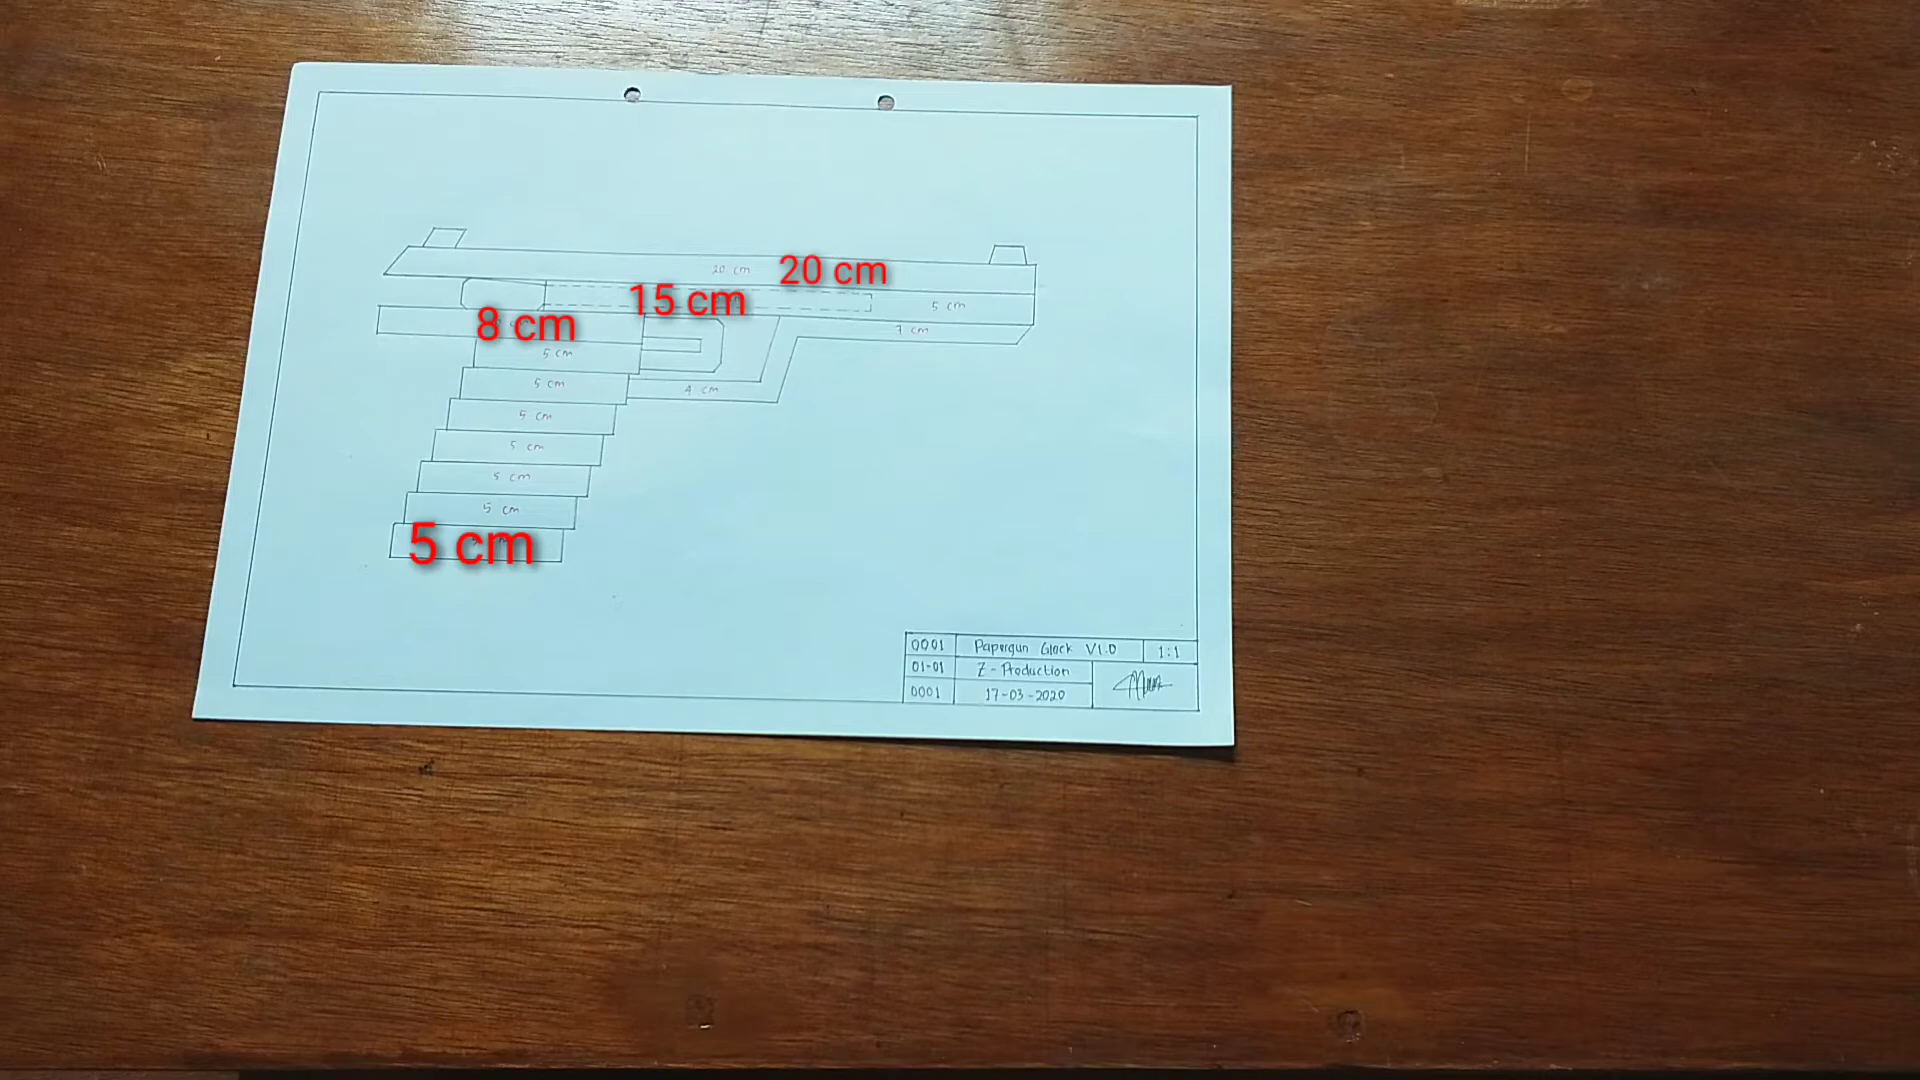 20 cm 20 cm
15 cm 5 cm
8 cm 7 cm
5 cm
5 cm 4 cm
5 cm
5 cm
5 cm
5 cm
5 cm
0001 Papergun Glock V1.0 1:1
01-01 Z-Production
0001 17-03-2020